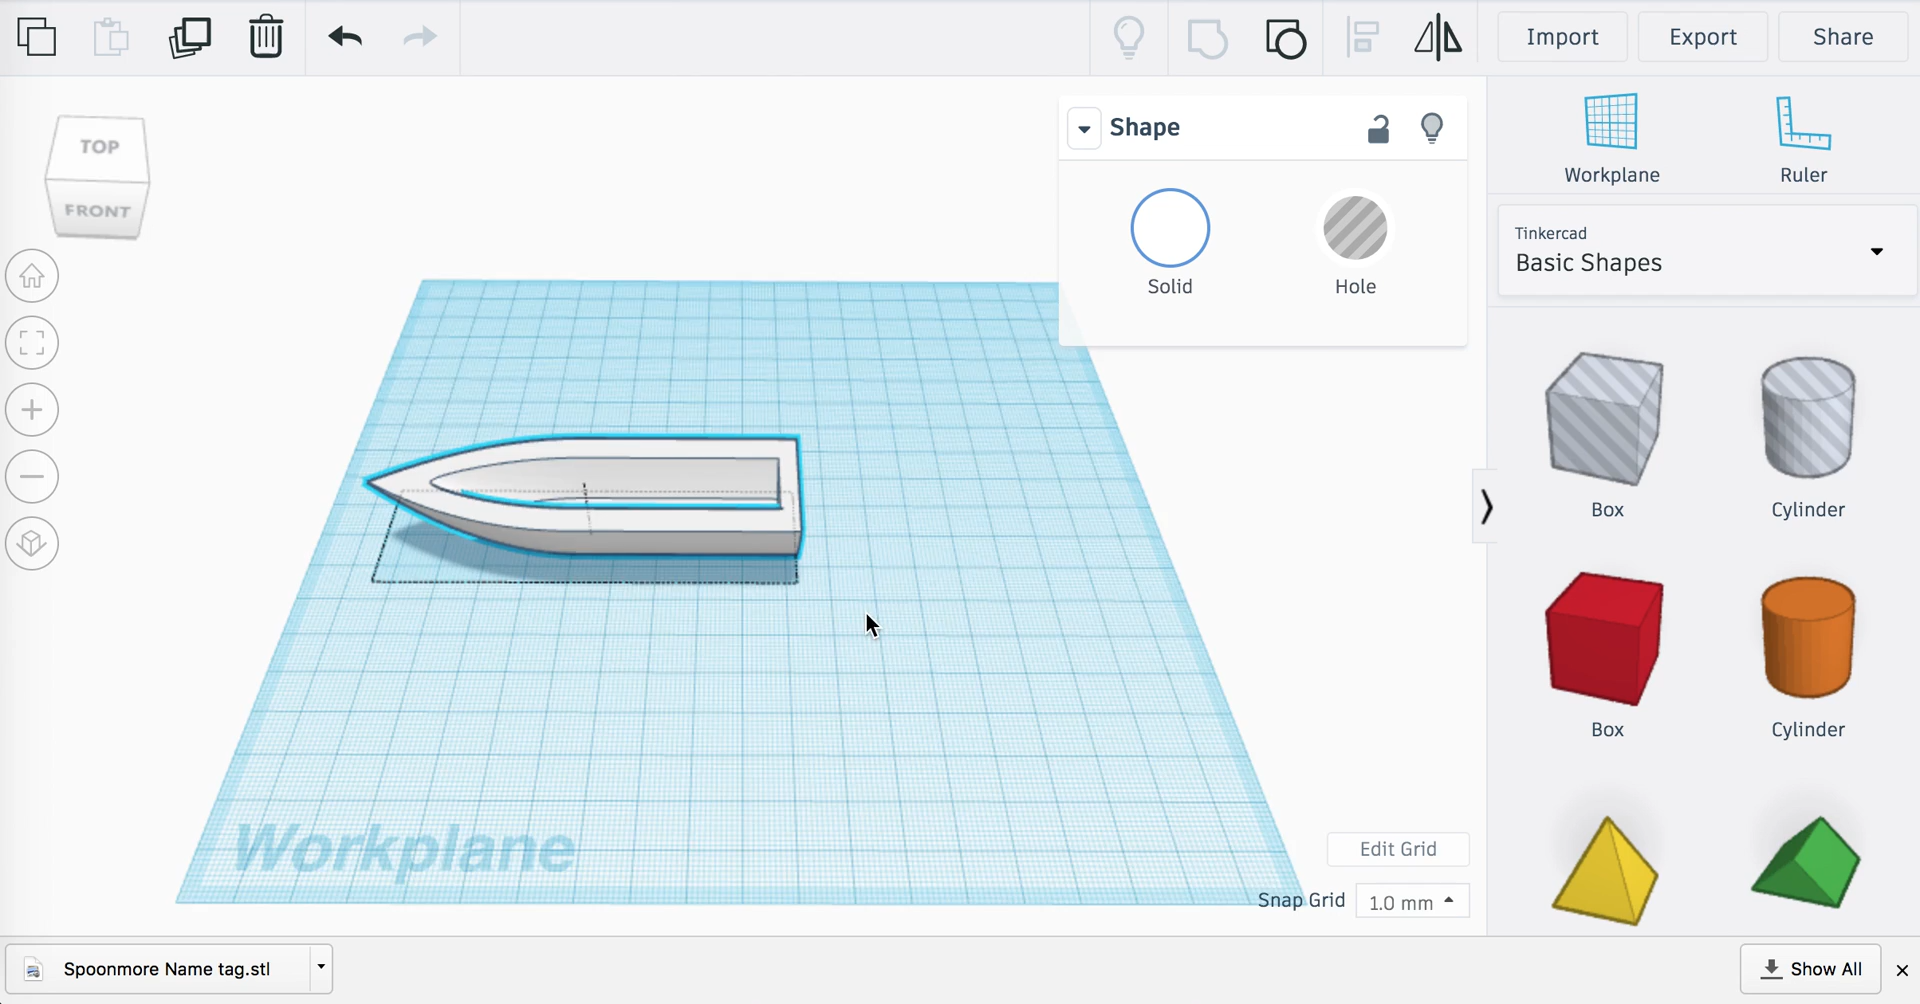 Import
Export
Share
TOP
FRONT
Shape
Solid
Hole
Workplane
Ruler
Tinkercad
Basic Shapes
Box
Cylinder
Box
Cylinder
Workplane
Edit Grid
Snap Grid
1.0 mm
Spoonmore Name tag.stl
Show All